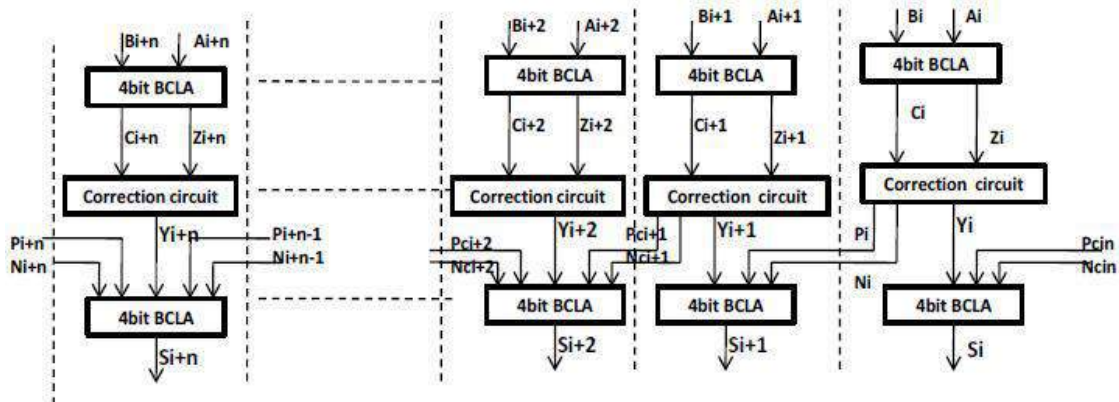 Bi+n Ai+n Bi+2 Ai+2 Bi+1 Ai+1 Bi Ai
4bit BCLA 4bit BCLA 4bit BCLA 4bit BCLA
Ci+n Zi+n Ci+2 Zi+2 Ci+1 Zi+1 Ci Zi
Correction circuit Correction circuit Correction circuit Correction circuit
Pi+n Yi+n Pi+n-1 Pci+2 Yi+2 Pci+1 Yi+1 Pi Yi Pcin
Ni+n Ni+n-1 Nci+2 Nci+1 Ni Ncin
4bit BCLA 4bit BCLA 4bit BCLA 4bit BCLA
Si+n Si+2 Si+1 Si